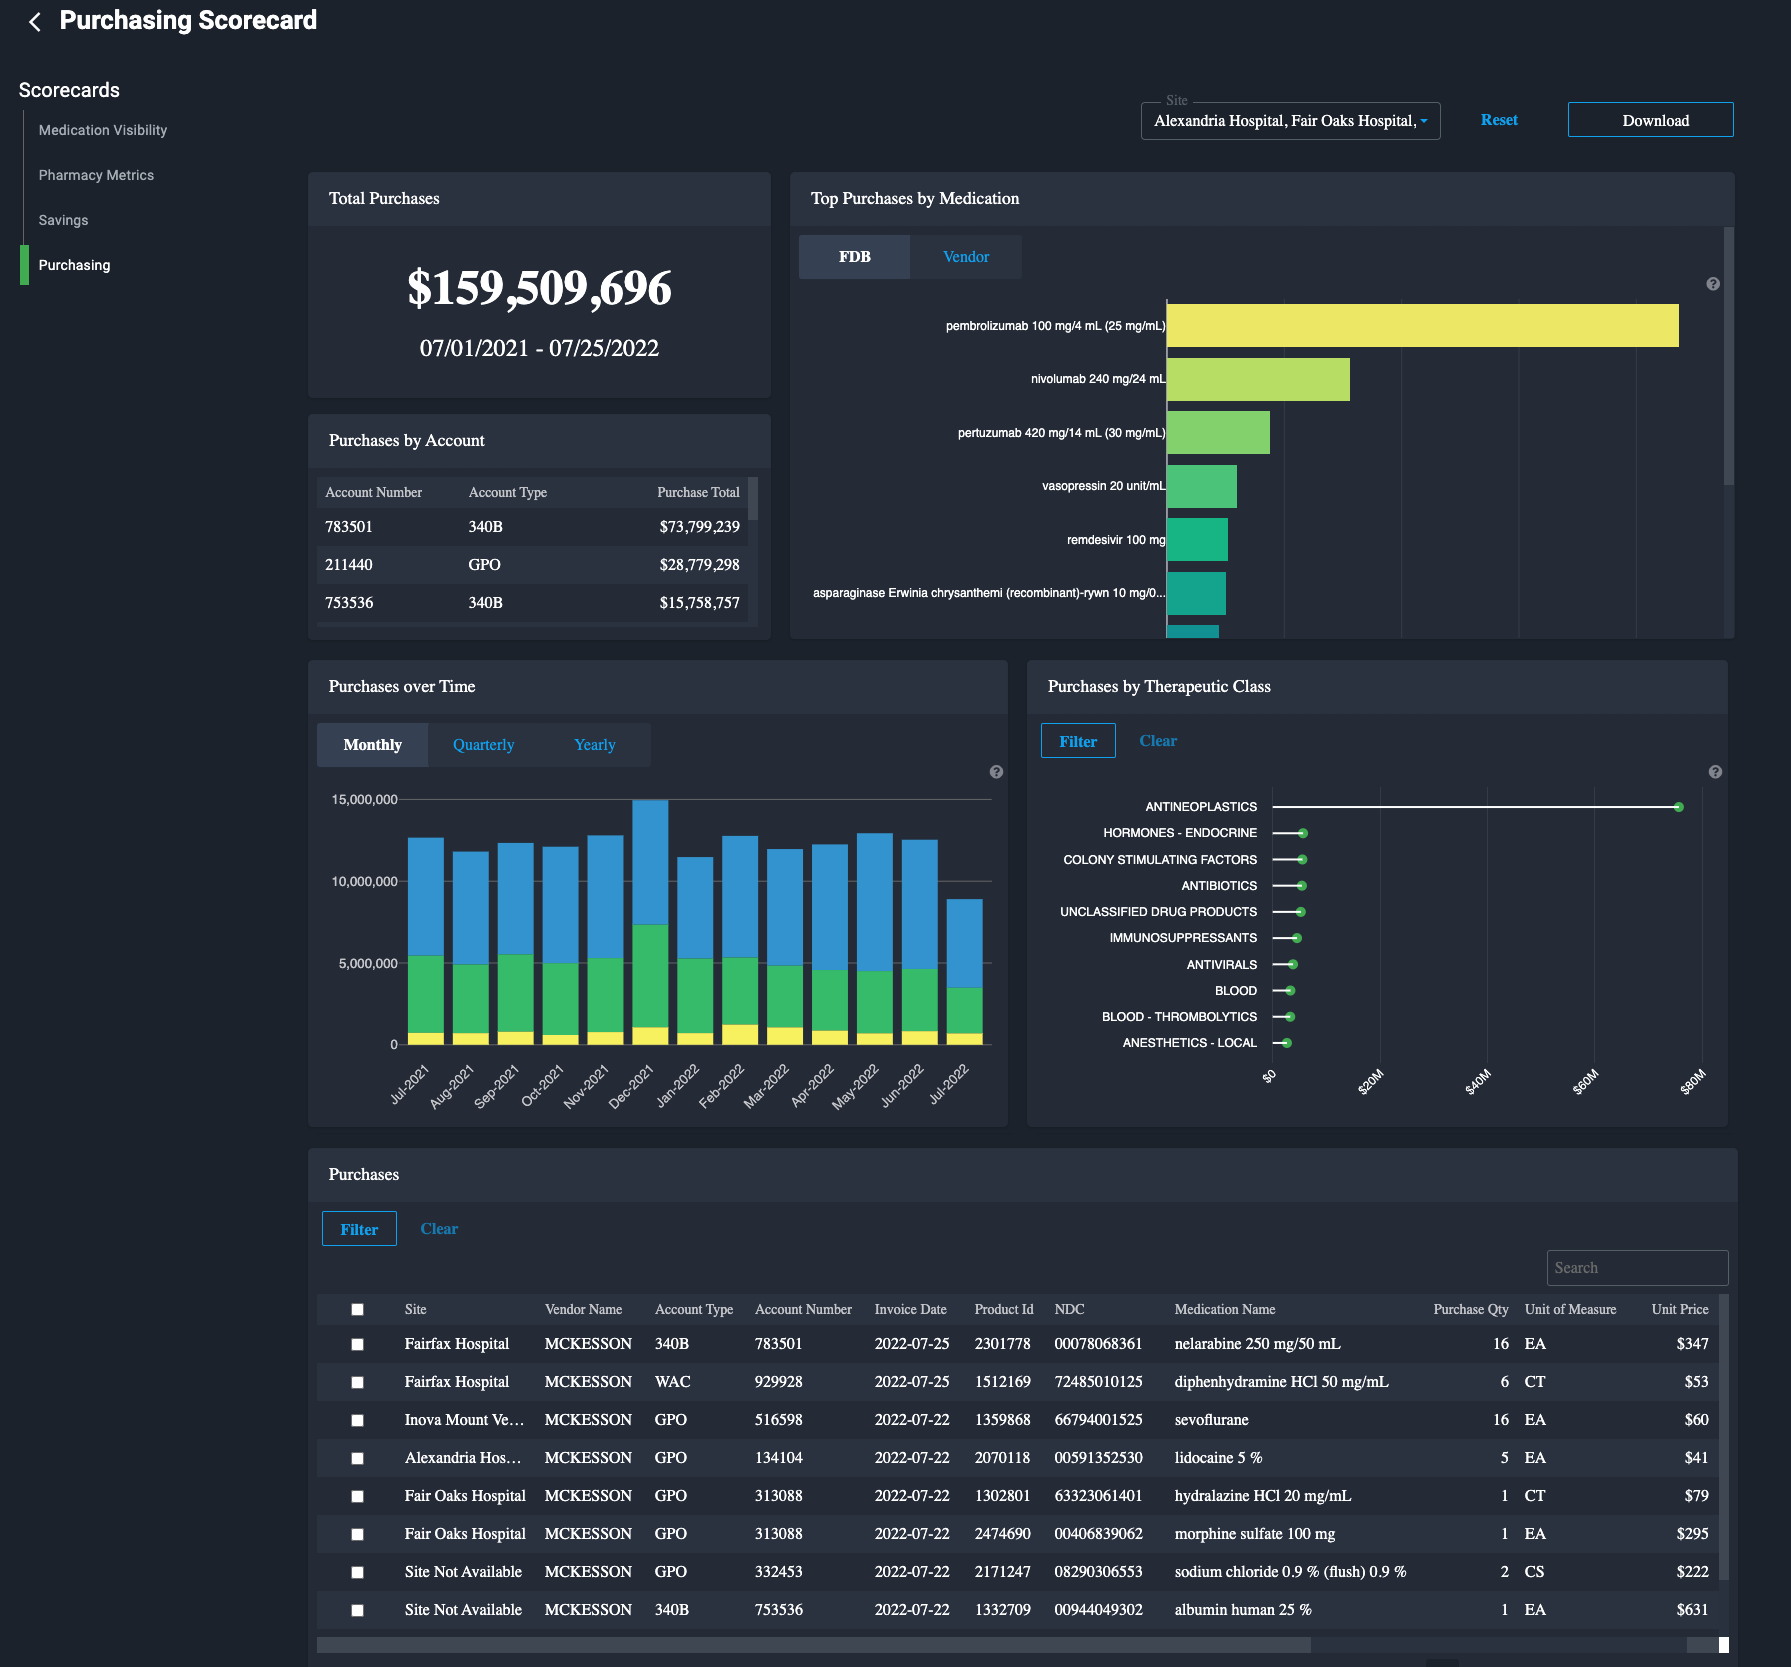 Purchasing Scorecard
Scorecards
Medication Visibility
Pharmacy Metrics
Savings
Purchasing
Site
Alexandria Hospital, Fair Oaks Hospital,
Reset
Download
Total Purchases
$159,509,696
07/01/2021 - 07/25/2022
Purchases by Account
Account Number Account Type Purchase Total
783501 340B $73,799,239
211440 GPO $28,779,298
753536 340B $15,758,757
Top Purchases by Medication
FDB Vendor
pembrolizumab 100 mg/4 mL (25 mg/mL)
nivolumab 240 mg/24 mL
pertuzumab 420 mg/14 mL (30 mg/mL)
vasopressin 20 unit/mL
remdesivir 100 mg
asparaginase Erwinia chrysanthemi (recombinant)-rywn 10 mg/0...
Purchases over Time
Monthly Quarterly Yearly
15,000,000
10,000,000
5,000,000
0
Jul-2021 Aug-2021 Sep-2021 Oct-2021 Nov-2021 Dec-2021 Jan-2022 Feb-2022 Mar-2022 Apr-2022 May-2022 Jun-2022 Jul-2022
Purchases by Therapeutic Class
Filter Clear
ANTINEOPLASTICS
HORMONES - ENDOCRINE
COLONY STIMULATING FACTORS
ANTIBIOTICS
UNCLASSIFIED DRUG PRODUCTS
IMMUNOSUPPRESSANTS
ANTIVIRALS
BLOOD
BLOOD - THROMBOLYTICS
ANESTHETICS - LOCAL
$0 $20M $40M $60M $80M
Purchases
Filter Clear
Search
Site Vendor Name Account Type Account Number Invoice Date Product Id NDC Medication Name Purchase Qty Unit of Measure Unit Price
Fairfax Hospital MCKESSON 340B 783501 2022-07-25 2301778 00078068361 nelarabine 250 mg/50 mL 16 EA $347
Fairfax Hospital MCKESSON WAC 929928 2022-07-25 1512169 72485010125 diphenhydramine HCl 50 mg/mL 6 CT $53
Inova Mount Ve... MCKESSON GPO 516598 2022-07-22 1359868 66794001525 sevoflurane 16 EA $60
Alexandria Hos... MCKESSON GPO 134104 2022-07-22 2070118 00591352530 lidocaine 5 % 5 EA $41
Fair Oaks Hospital MCKESSON GPO 313088 2022-07-22 1302801 63323061401 hydralazine HCl 20 mg/mL 1 CT $79
Fair Oaks Hospital MCKESSON GPO 313088 2022-07-22 2474690 00406839062 morphine sulfate 100 mg 1 EA $295
Site Not Available MCKESSON GPO 332453 2022-07-22 2171247 08290306553 sodium chloride 0.9 % (flush) 0.9 % 2 CS $222
Site Not Available MCKESSON 340B 753536 2022-07-22 1332709 00944049302 albumin human 25 % 1 EA $631